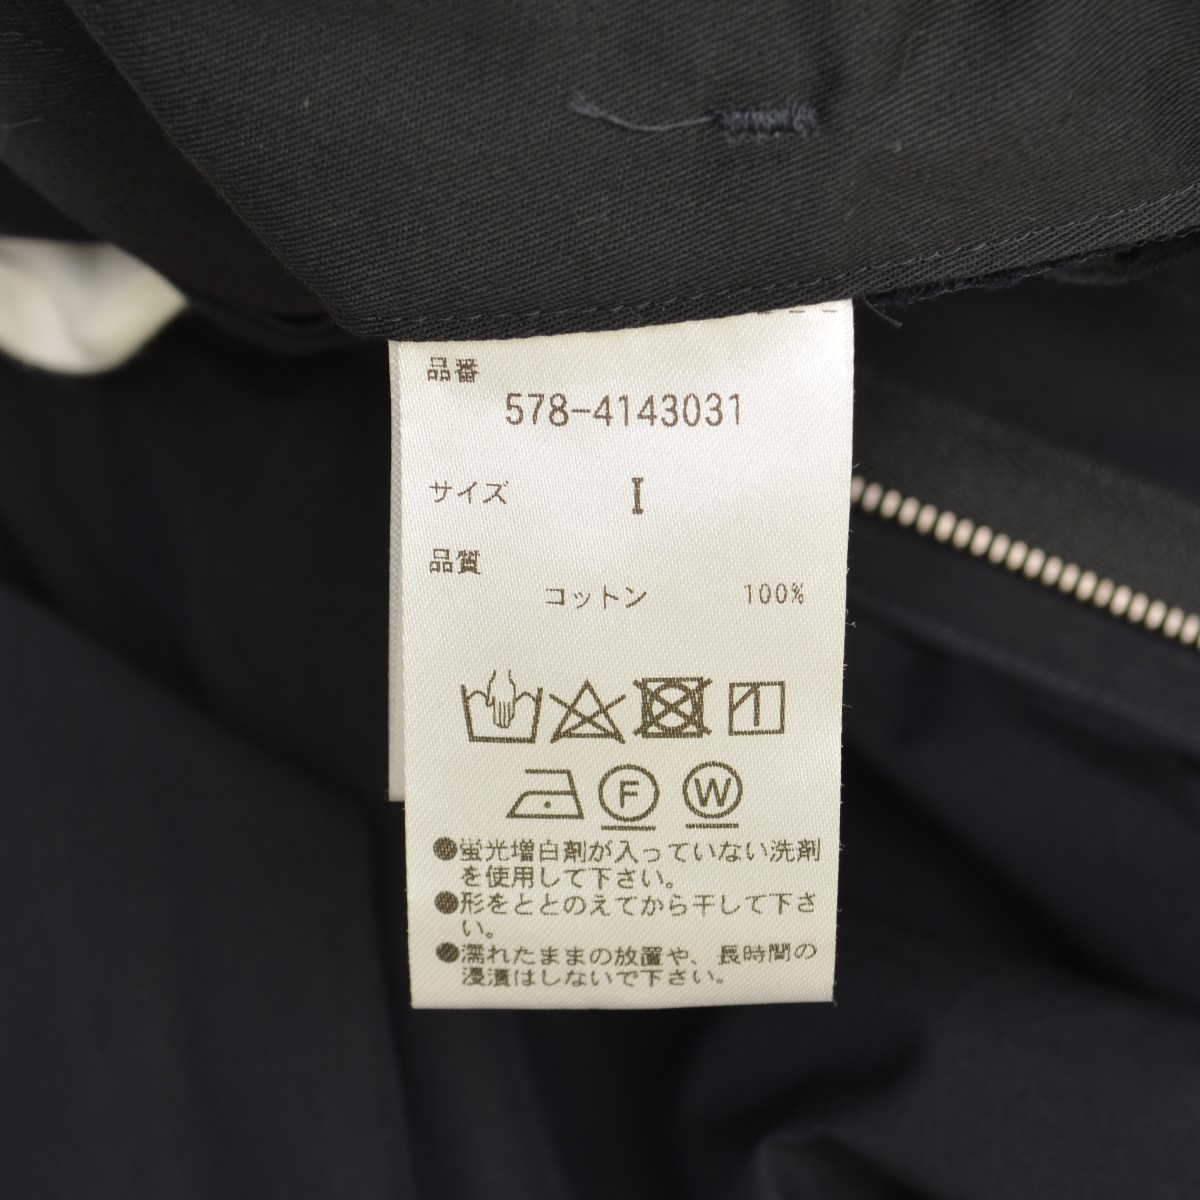 品番
578-4143031
サイズ I
品質
コットン 100%
F W
●蛍光増白剤が入っていない洗剤
を使用して下さい。
●形をととのえてから干して下さ
い。
●濡れたままの放置や、長時間の
浸漬はしないで下さい。